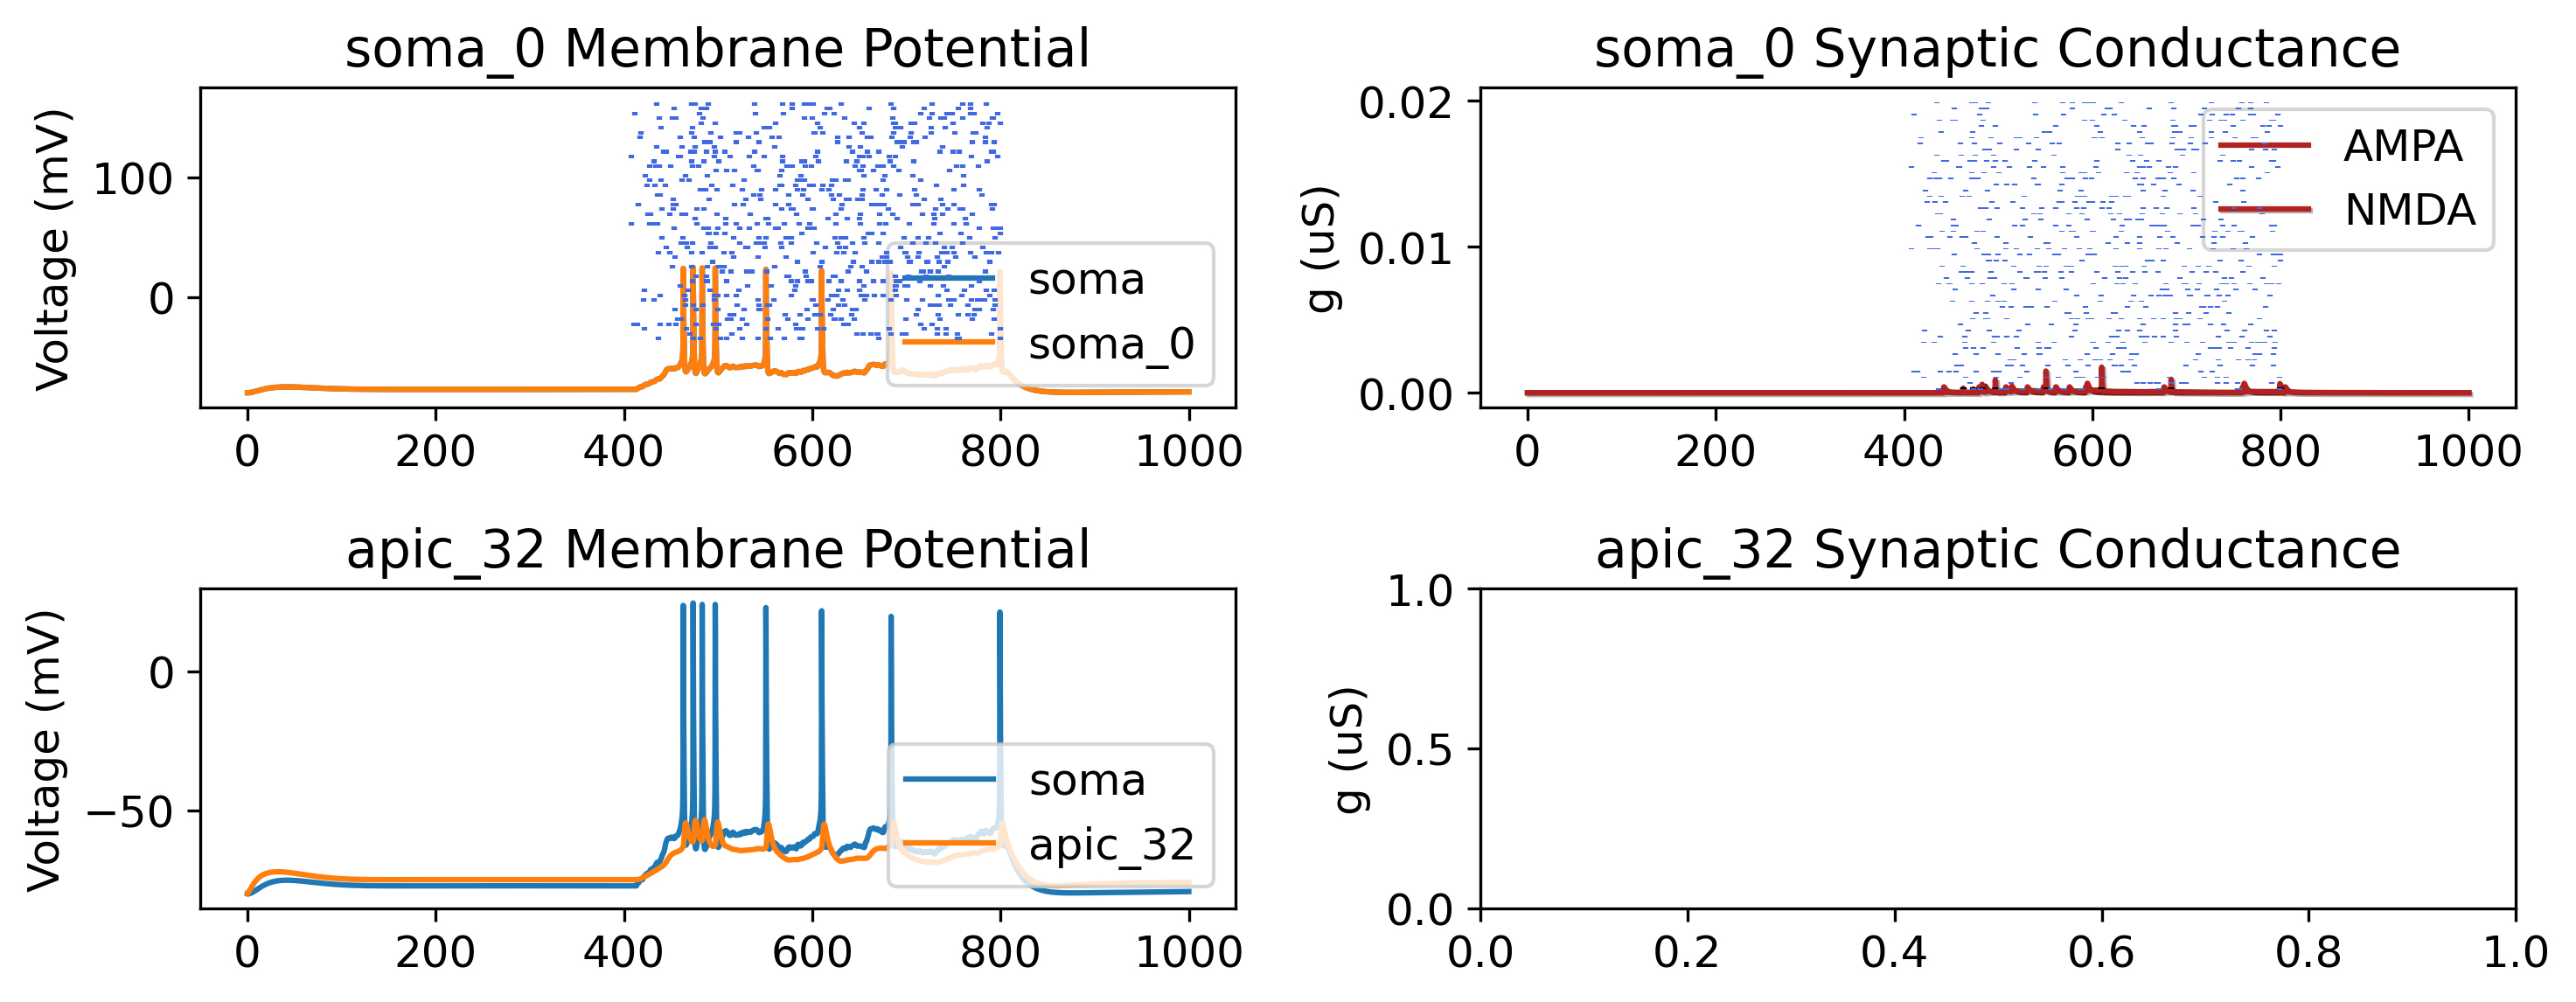 soma_0 Membrane Potential
Voltage (mV)
100
0
soma
soma_0
0 200 400 600 800 1000
soma_0 Synaptic Conductance
g (uS)
0.02
0.01
0.00
AMPA
NMDA
0 200 400 600 800 1000
apic_32 Membrane Potential
Voltage (mV)
0
−50
soma
apic_32
0 200 400 600 800 1000
apic_32 Synaptic Conductance
g (uS)
1.0
0.5
0.0
0.0 0.2 0.4 0.6 0.8 1.0